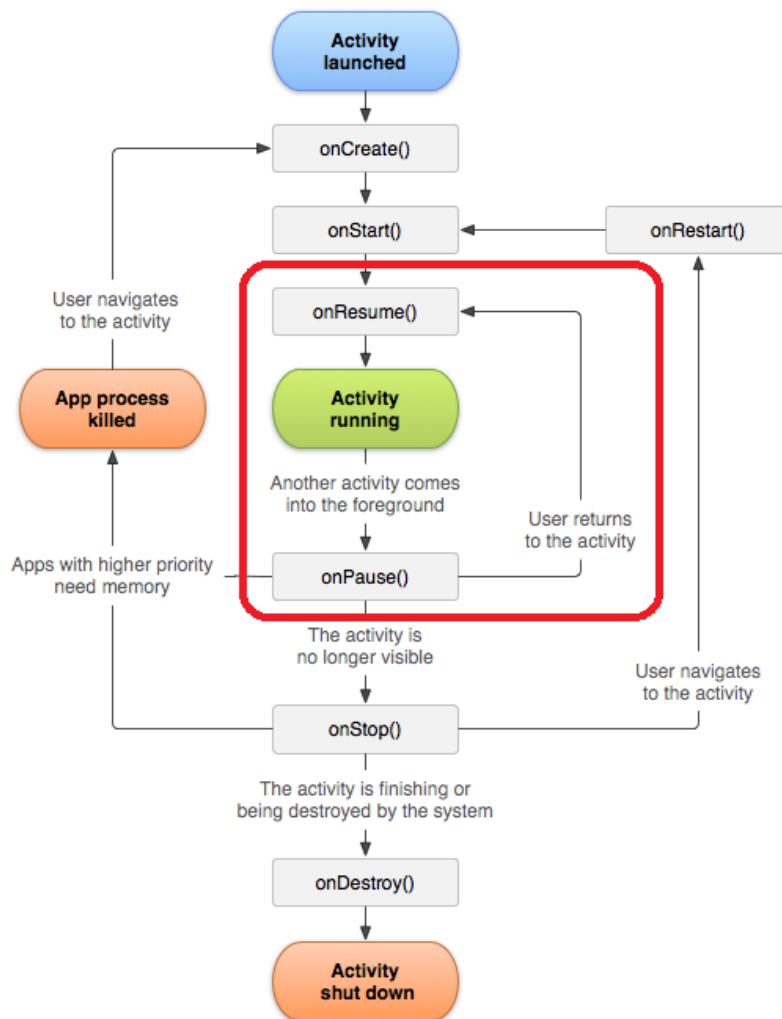 Activity
launched
onCreate()
onStart()
onRestart()
User navigates
to the activity
onResume()
App process
killed
Activity
running
Another activity comes
into the foreground
User returns
to the activity
Apps with higher priority
need memory
onPause()
The activity is
no longer visible
User navigates
to the activity
onStop()
The activity is finishing or
being destroyed by the system
onDestroy()
Activity
shut down